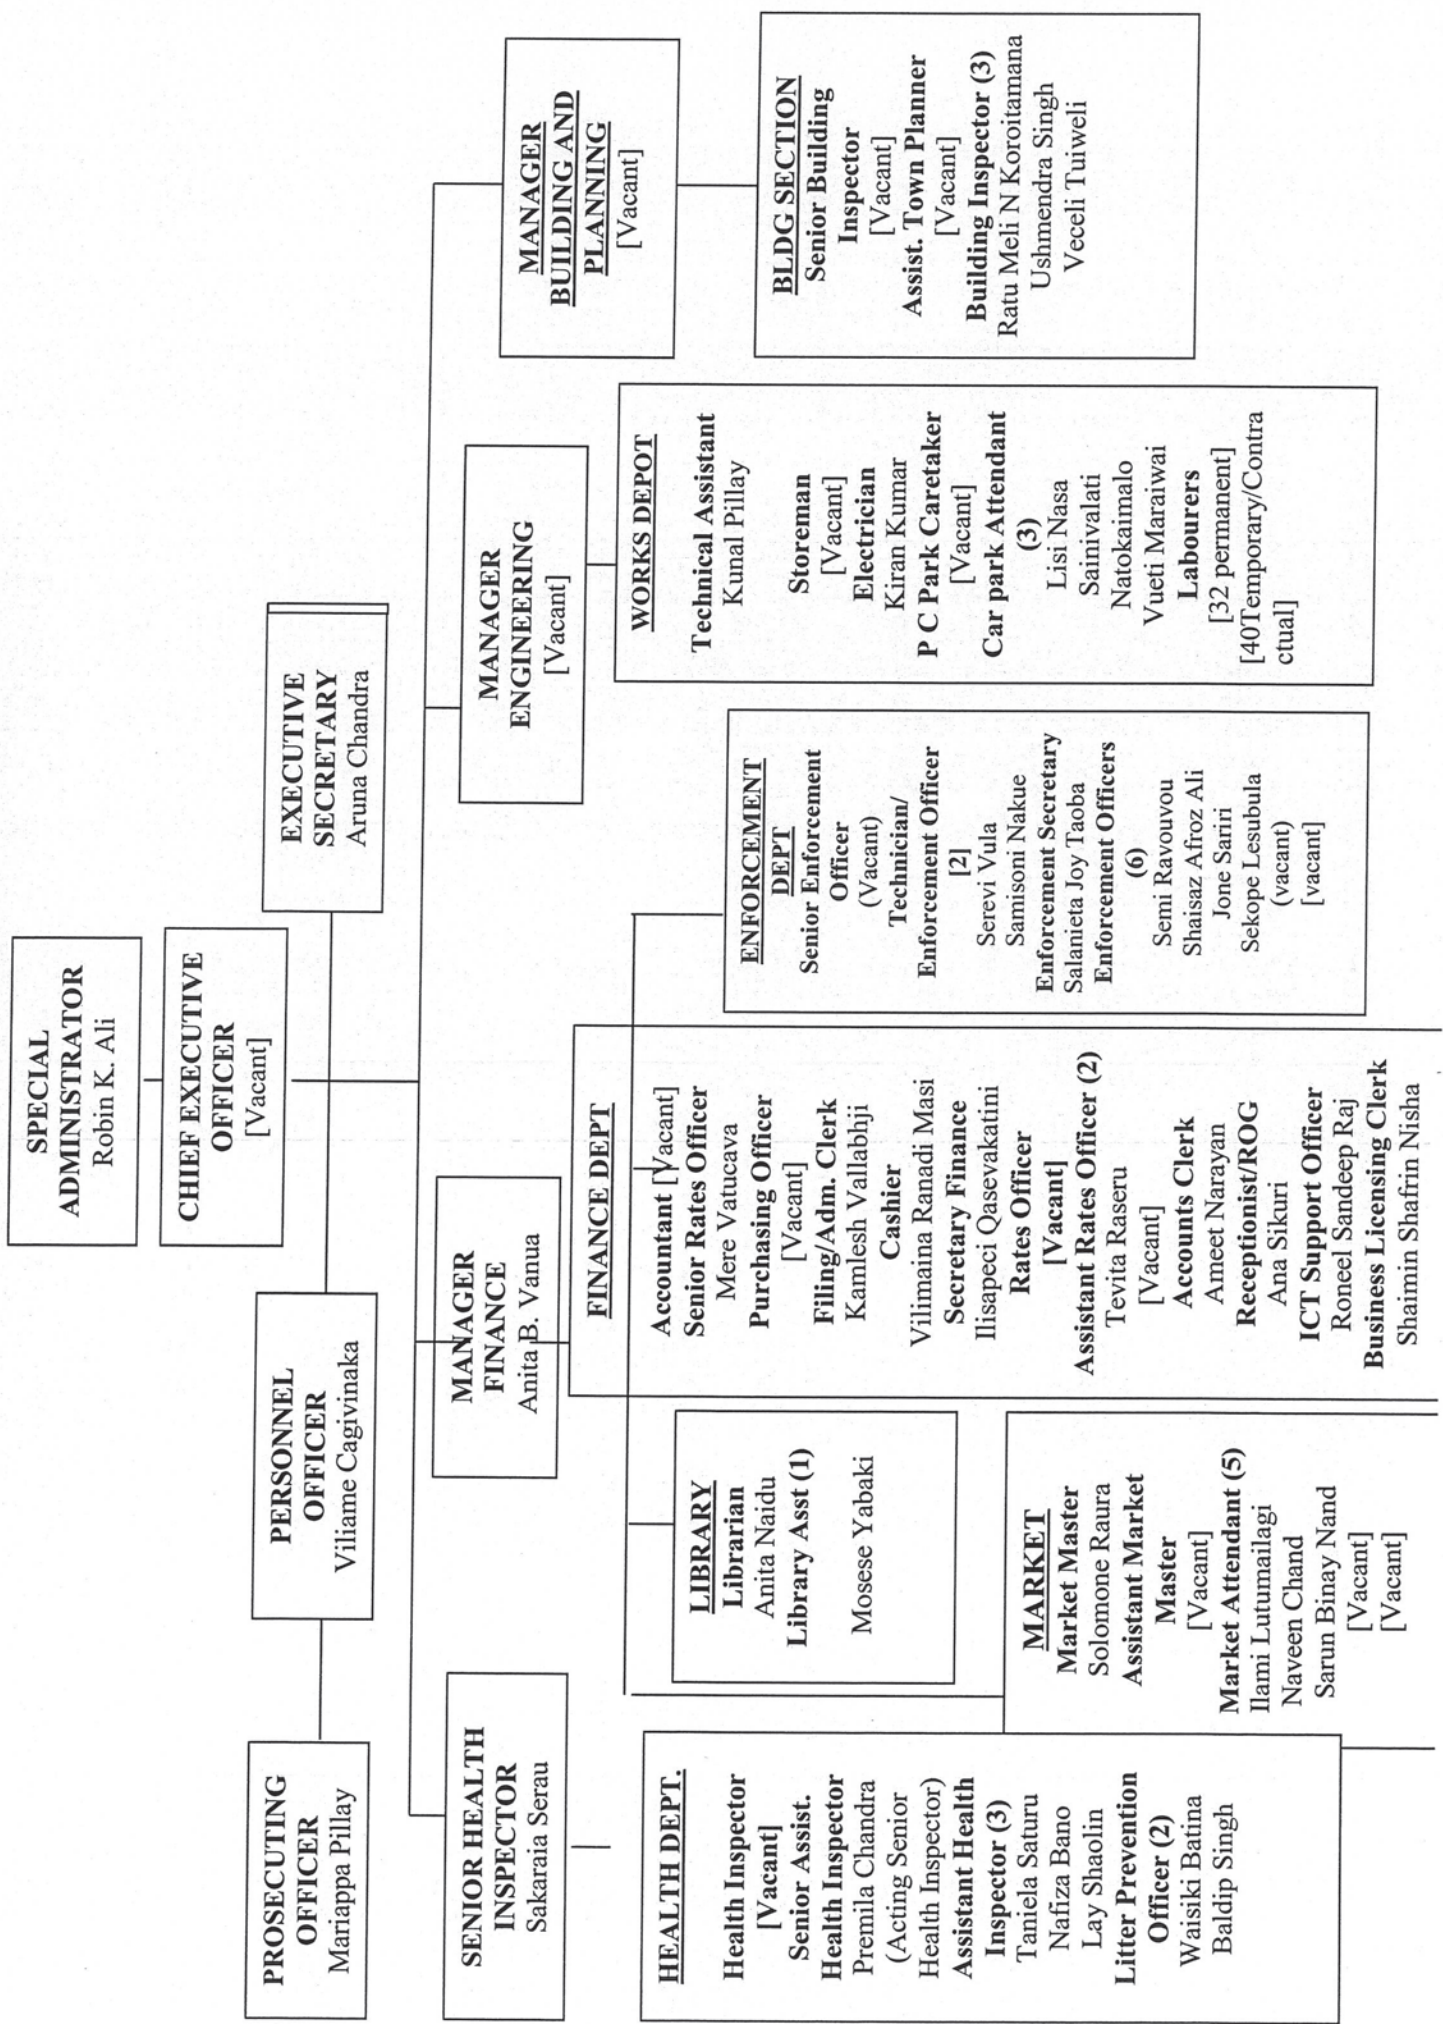 SPECIAL
ADMINISTRATOR
Robin K. Ali
CHIEF EXECUTIVE
OFFICER
[Vacant]
PROSECUTING
OFFICER
Mariappa Pillay
PERSONNEL
OFFICER
Viliame Cagivinaka
EXECUTIVE
SECRETARY
Aruna Chandra
SENIOR HEALTH
INSPECTOR
Sakaraia Serau
MANAGER
FINANCE
Anita B. Vanua
MANAGER
ENGINEERING
[Vacant]
MANAGER
BUILDING AND
PLANNING
[Vacant]
HEALTH DEPT.
Health Inspector
[Vacant]
Senior Assist.
Health Inspector
Premila Chandra
(Acting Senior
Health Inspector)
Assistant Health
Inspector (3)
Taniela Saturu
Nafiza Bano
Lay Shaolin
Litter Prevention
Officer (2)
Waisiki Batina
Baldip Singh
LIBRARY
Librarian
Anita Naidu
Library Asst (1)
Mosese Yabaki
MARKET
Market Master
Solomone Raura
Assistant Market
Master
[Vacant]
Market Attendant (5)
Ilami Lutumailagi
Naveen Chand
Sarun Binay Nand
[Vacant]
[Vacant]
FINANCE DEPT
Accountant [Vacant]
Senior Rates Officer
Mere Vatucava
Purchasing Officer
[Vacant]
Filing/Adm. Clerk
Kamlesh Vallabhji
Cashier
Vilimaina Ranadi Masi
Secretary Finance
Ilisapeci Qasevakatini
Rates Officer
[Vacant]
Assistant Rates Officer (2)
Tevita Raseru
[Vacant]
Accounts Clerk
Ameet Narayan
Receptionist/ROG
Ana Sikuri
ICT Support Officer
Roneel Sandeep Raj
Business Licensing Clerk
Shaimin Shafrin Nisha
ENFORCEMENT
DEPT
Senior Enforcement
Officer
(Vacant)
Technician/
Enforcement Officer
[2]
Serevi Vula
Samisoni Nakue
Enforcement Secretary
Salanieta Joy Taoba
Enforcement Officers
(6)
Semi Ravouvou
Shaisaz Afroz Ali
Jone Sariri
Sekope Lesubula
(vacant)
[vacant]
WORKS DEPOT
Technical Assistant
Kunal Pillay
Storeman
[Vacant]
Electrician
Kiran Kumar
P C Park Caretaker
[Vacant]
Car park Attendant
(3)
Lisi Nasa
Sainivalati
Natokaimalo
Vueti Maraiwai
Labourers
[32 permanent]
[40Temporary/Contra
ctual]
BLDG SECTION
Senior Building
Inspector
[Vacant]
Assist. Town Planner
[Vacant]
Building Inspector (3)
Ratu Meli N Koroitamana
Ushmendra Singh
Veceli Tuiweli